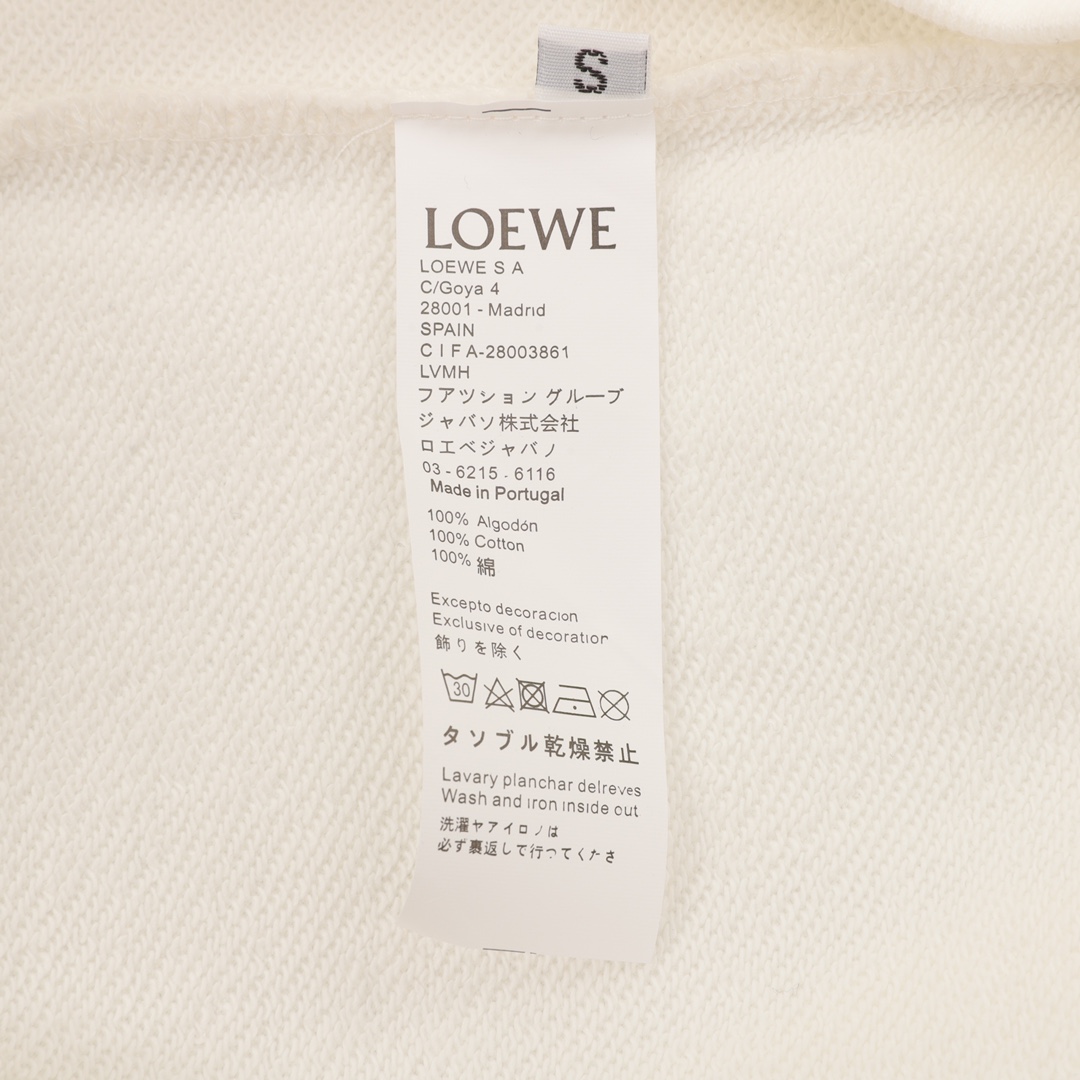 S
LOEWE
LOEWE S A
C/Goya 4
28001 - Madrid
SPAIN
C I F A-28003861
LVMH
フアツション グループ
ジャバソ株式会社
ロエベジャバノ
03 - 6215 - 6116
Made in Portugal
100% Algodón
100% Cotton
100% 綿
Excepto decoracion
Exclusive of decoration
飾りを除く
30
タソブル乾燥禁止
Lavary planchar delreves
Wash and iron inside out
洗濯ヤアイロノは
必ず裏返して行つてくたさ